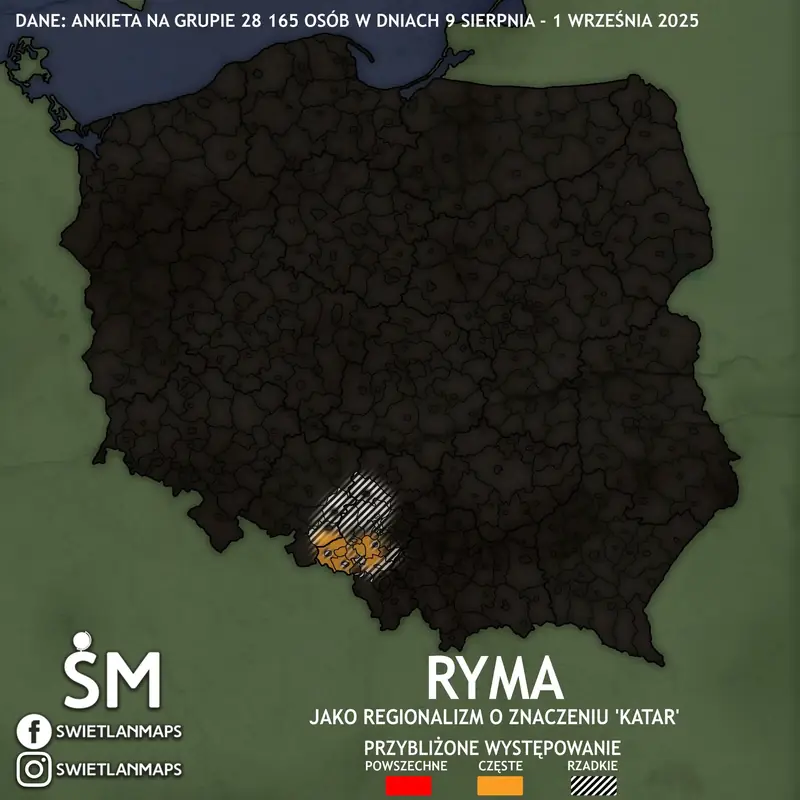 DANE: ANKIETA NA GRUPIE 28 165 OSÓB W DNIACH 9 SIERPNIA - 1 WRZEŚNIA 2025
ŚM
SWIETLANMAPS
SWIETLANMAPS
RYMA
JAKO REGIONALIZM O ZNACZENIU 'KATAR'
PRZYBLIŻONE WYSTĘPOWANIE
POWSZECHNE CZĘSTE RZADKIE